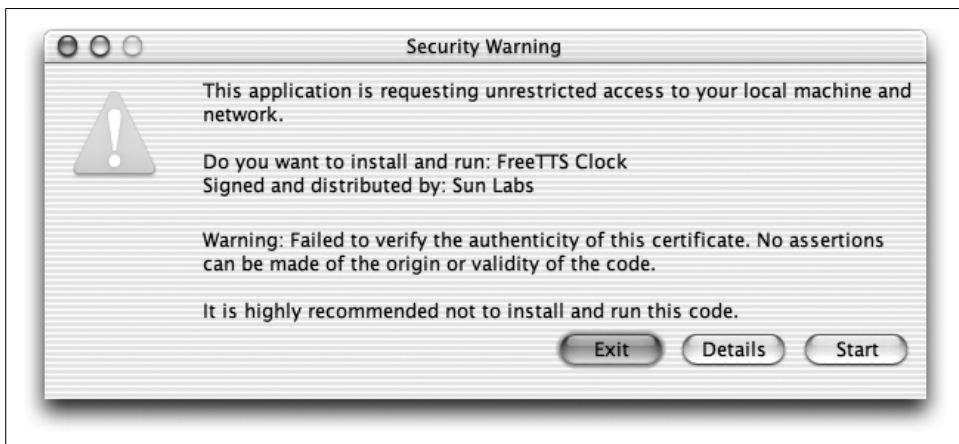 Security Warning
This application is requesting unrestricted access to your local machine and
network.
Do you want to install and run: FreeTTS Clock
Signed and distributed by: Sun Labs
Warning: Failed to verify the authenticity of this certificate. No assertions
can be made of the origin or validity of the code.
It is highly recommended not to install and run this code.
Exit Details Start